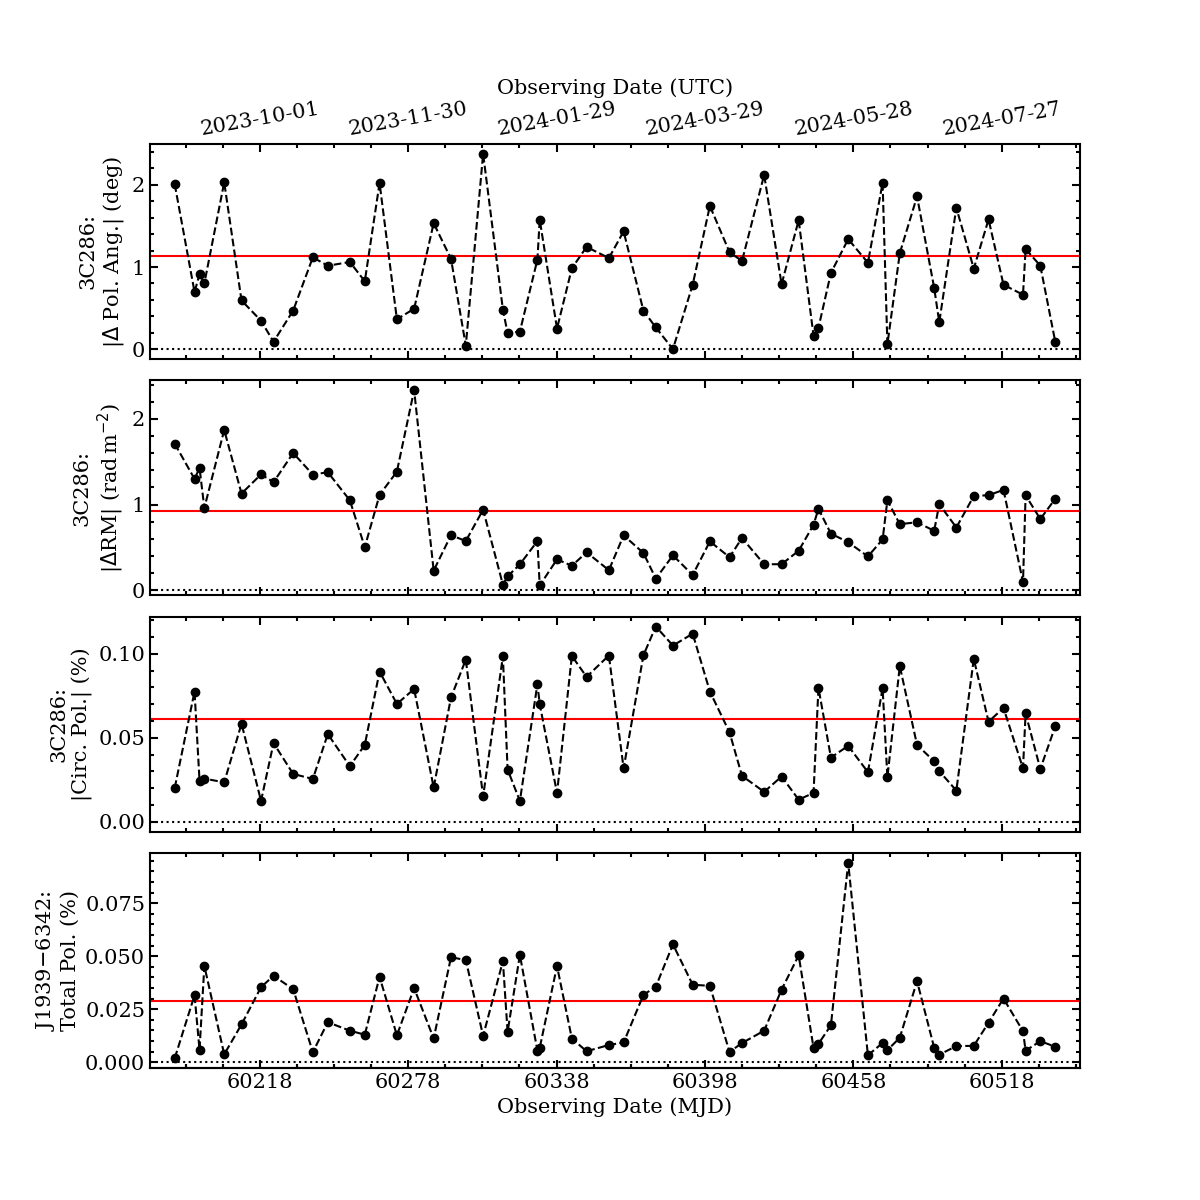 Observing Date (UTC)
2023-10-01 2023-11-30 2024-01-29 2024-03-29 2024-05-28 2024-07-27
3C286:
|Δ Pol. Ang.| (deg)
2
1
0
3C286:
|ΔRM| (rad m⁻²)
2
1
0
3C286:
|Circ. Pol.| (%)
0.10
0.05
0.00
J1939−6342:
Total Pol. (%)
0.075
0.050
0.025
0.000
60218 60278 60338 60398 60458 60518
Observing Date (MJD)